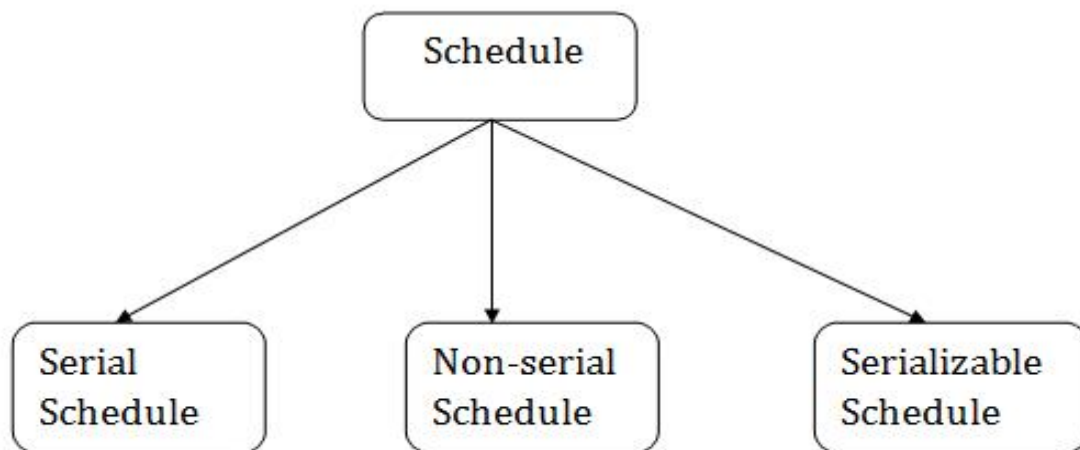 Schedule
Serial
Schedule
Non-serial
Schedule
Serializable
Schedule